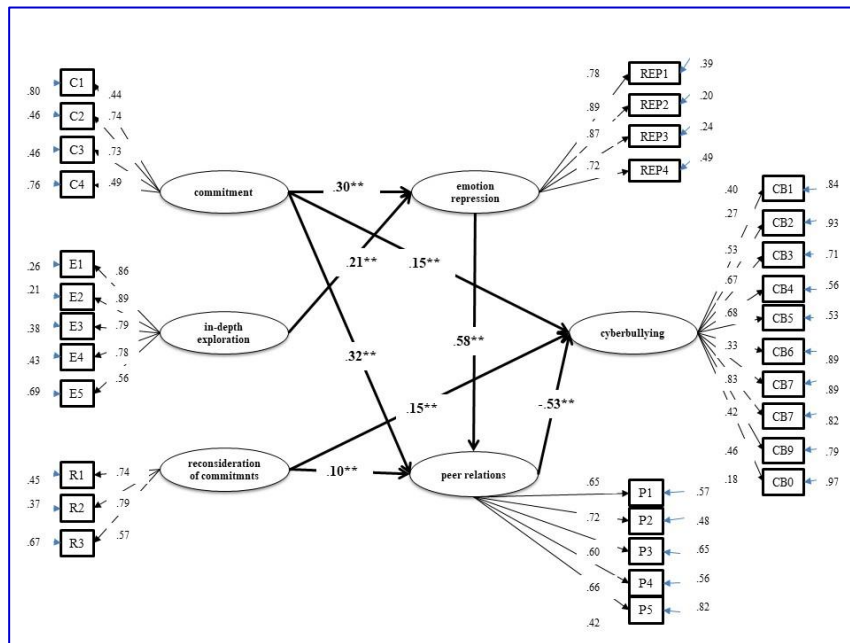 .80
C1
.44
.46
C2
.74
.46
C3
.73
.76
C4
.49
commitment
.26
E1
.86
.21
E2
.89
.38
E3
.79
.43
E4
.78
.69
E5
.56
in-depth
exploration
.45
R1
.74
.37
R2
.79
.67
R3
.57
reconsideration
of commitmnts
.30**
.21**
.15**
.32**
.15**
.10**
.58**
-.53**
emotion
repression
peer relations
cyberbullying
.78
REP1
.39
.89
REP2
.20
.87
REP3
.24
.72
REP4
.49
.40
CB1
.84
.27
CB2
.93
.53
CB3
.71
.67
CB4
.56
.68
CB5
.53
.33
CB6
.89
.83
CB7
.89
.42
CB7
.82
.46
CB9
.79
.18
CB0
.97
.65
P1
.57
.72
P2
.48
.60
P3
.65
.66
P4
.56
.42
P5
.82